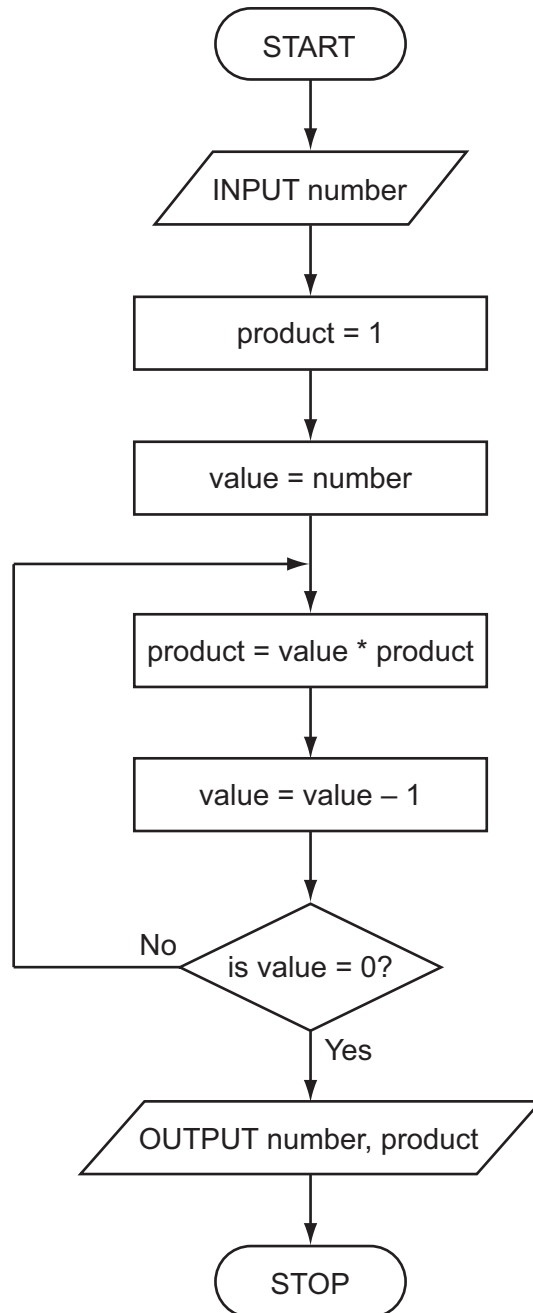 START
INPUT number
product = 1
value = number
product = value * product
value = value – 1
is value = 0?
No
Yes
OUTPUT number, product
STOP